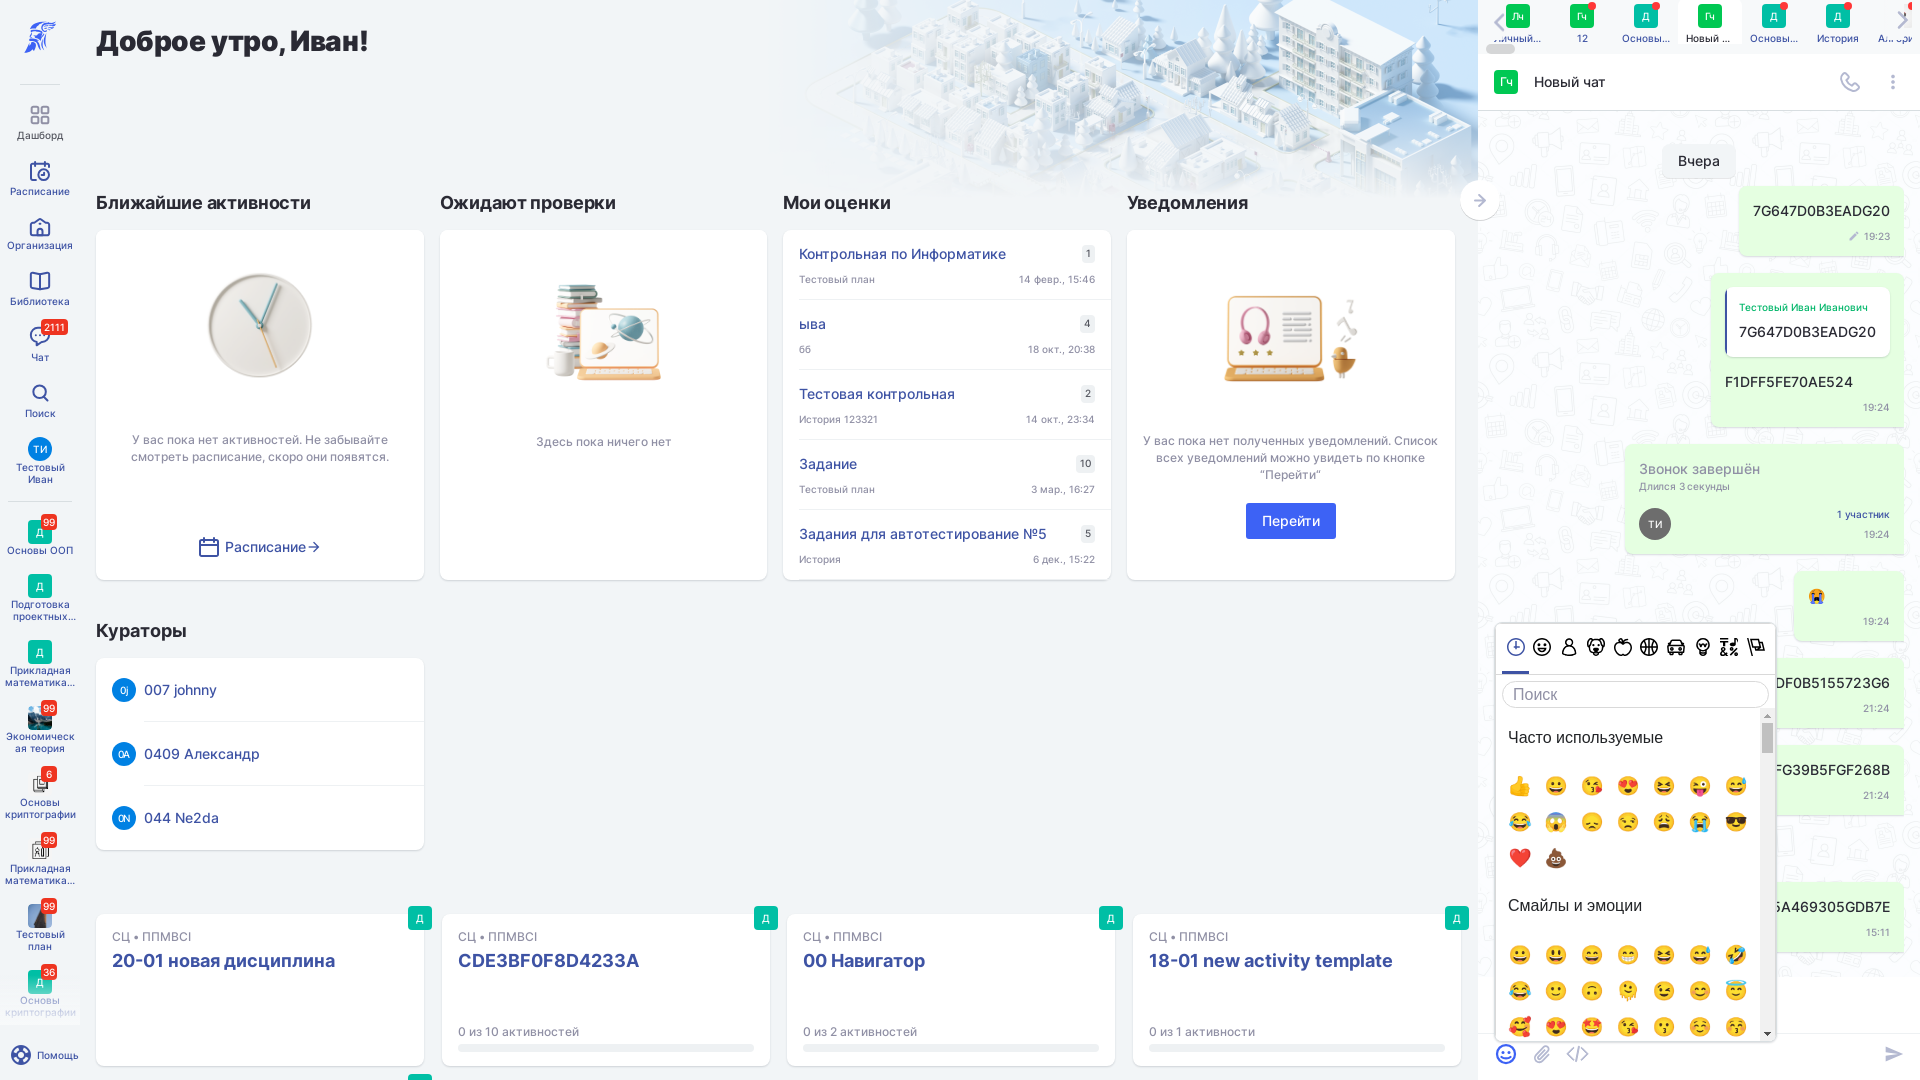 Доброе утро, Иван!
Дашборд
Расписание
Организация
Библиотека
2111
Чат
Поиск
ТИ
Тестовый
Иван
99
Д
Основы ООП
Д
Подготовка
проектных...
Д
Прикладная
математика...
99
Экономическ
ая теория
6
Основы
криптографии
99
Прикладная
математика...
99
Тестовый
план
36
Д
Основы
криптографии
Помощь
Ближайшие активности
У вас пока нет активностей. Не забывайте
смотреть расписание, скоро они появятся.
Расписание
Ожидают проверки
Здесь пока ничего нет
Мои оценки
Контрольная по Информатике 1
Тестовый план 14 февр., 15:46
ыва 4
бб 18 окт., 20:38
Тестовая контрольная 2
История 123321 14 окт., 23:34
Задание 10
Тестовый план 3 мар., 16:27
Задания для автотестирование №5 5
История 6 дек., 15:22
Уведомления
У вас пока нет полученных уведомлений. Список
всех уведомлений можно увидеть по кнопке
“Перейти”
Перейти
Кураторы
0j 007 johnny
0А 0409 Александр
0N 044 Ne2da
Д
СЦ • ППМВСІ
20-01 новая дисциплина
Д
СЦ • ППМВСІ
CDE3BF0F8D4233A
0 из 10 активностей
Д
СЦ • ППМВСІ
00 Навигатор
0 из 2 активностей
Д
СЦ • ППМВСІ
18-01 new activity template
0 из 1 активности
Лч Гч Д Гч Д Д
Личный... 12 Основы... Новый ... Основы... История
Гч Новый чат
Вчера
7G647D0B3EADG20
19:23
Тестовый Иван Иванович
7G647D0B3EADG20
F1DFF5FE70AE524
19:24
Звонок завершён
Длился 3 секунды
ТИ
1 участник
19:24
19:24
DF0B5155723G6
21:24
FG39B5FGF268B
21:24
5A469305GDB7E
15:11
Поиск
Часто используемые
Смайлы и эмоции